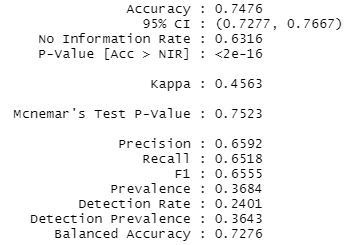 Accuracy : 0.7476
95% CI : (0.7277, 0.7667)
No Information Rate : 0.6316
P-Value [Acc > NIR] : <2e-16
Kappa : 0.4563
Mcnemar's Test P-Value : 0.7523
Precision : 0.6592
Recall : 0.6518
F1 : 0.6555
Prevalence : 0.3684
Detection Rate : 0.2401
Detection Prevalence : 0.3643
Balanced Accuracy : 0.7276